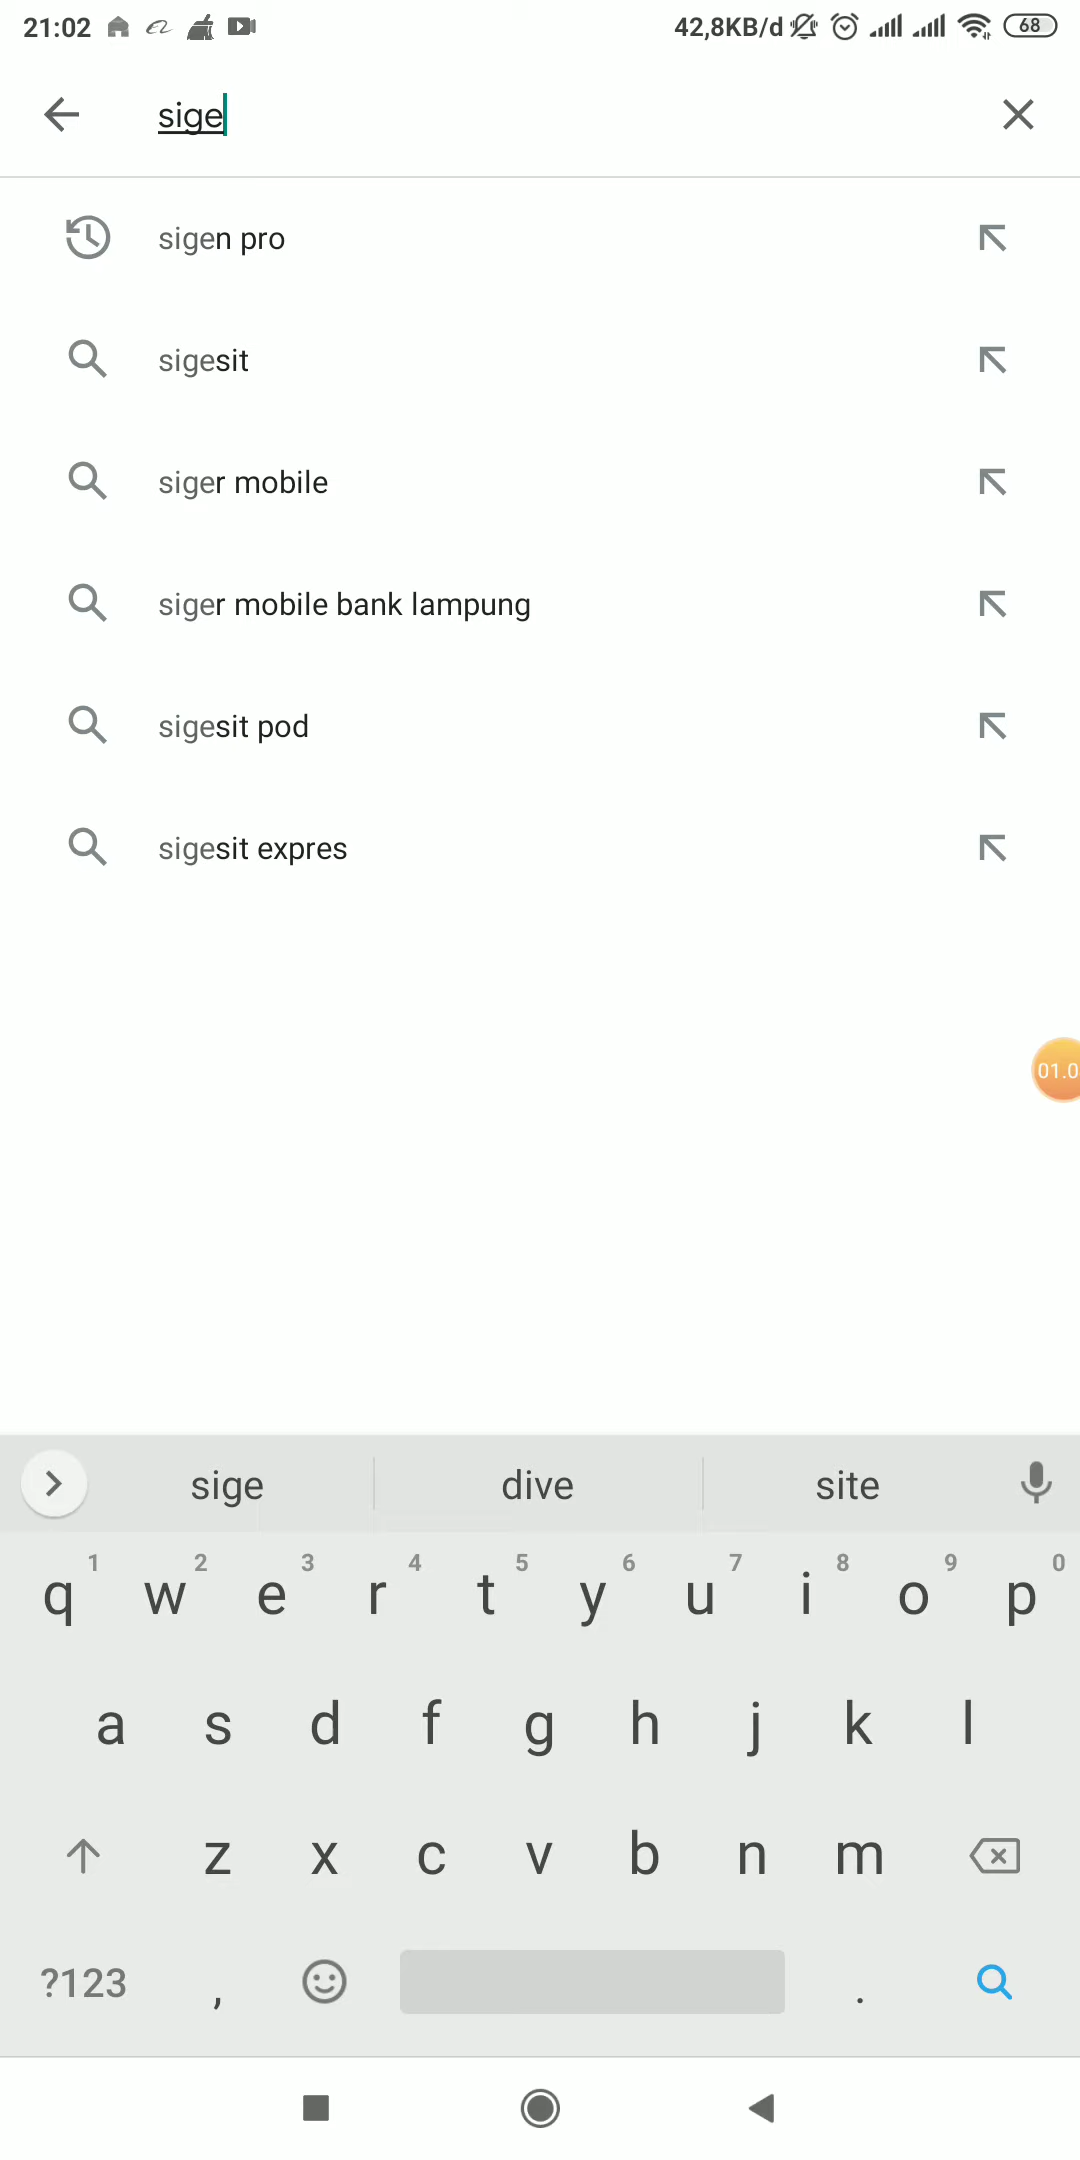 21:02 42,8KB/d 68
sige
sigen pro
sigesit
siger mobile
siger mobile bank lampung
sigesit pod
sigesit expres
01.0
sige dive site
1 2 3 4 5 6 7 8 9 0
q w e r t y u i o p
a s d f g h j k l
z x c v b n m
?123 , .